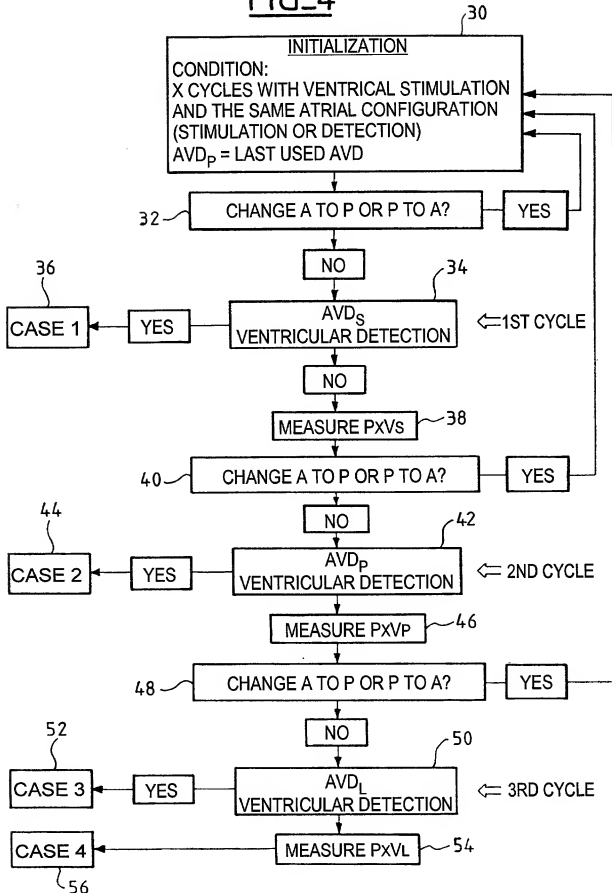 FIG_4
30
INITIALIZATION
CONDITION:
X CYCLES WITH VENTRICAL STIMULATION
AND THE SAME ATRIAL CONFIGURATION
(STIMULATION OR DETECTION)
AVDP = LAST USED AVD
32
CHANGE A TO P OR P TO A?
YES
NO
36
34
CASE 1
YES
AVDS
VENTRICULAR DETECTION
⇐1ST CYCLE
NO
MEASURE PxVs
38
40
CHANGE A TO P OR P TO A?
YES
44
NO
42
CASE 2
YES
AVDP
VENTRICULAR DETECTION
⇐ 2ND CYCLE
MEASURE PxVP
46
48
CHANGE A TO P OR P TO A?
YES
52
NO
50
CASE 3
YES
AVDL
VENTRICULAR DETECTION
⇐ 3RD CYCLE
CASE 4
MEASURE PxVL
54
56